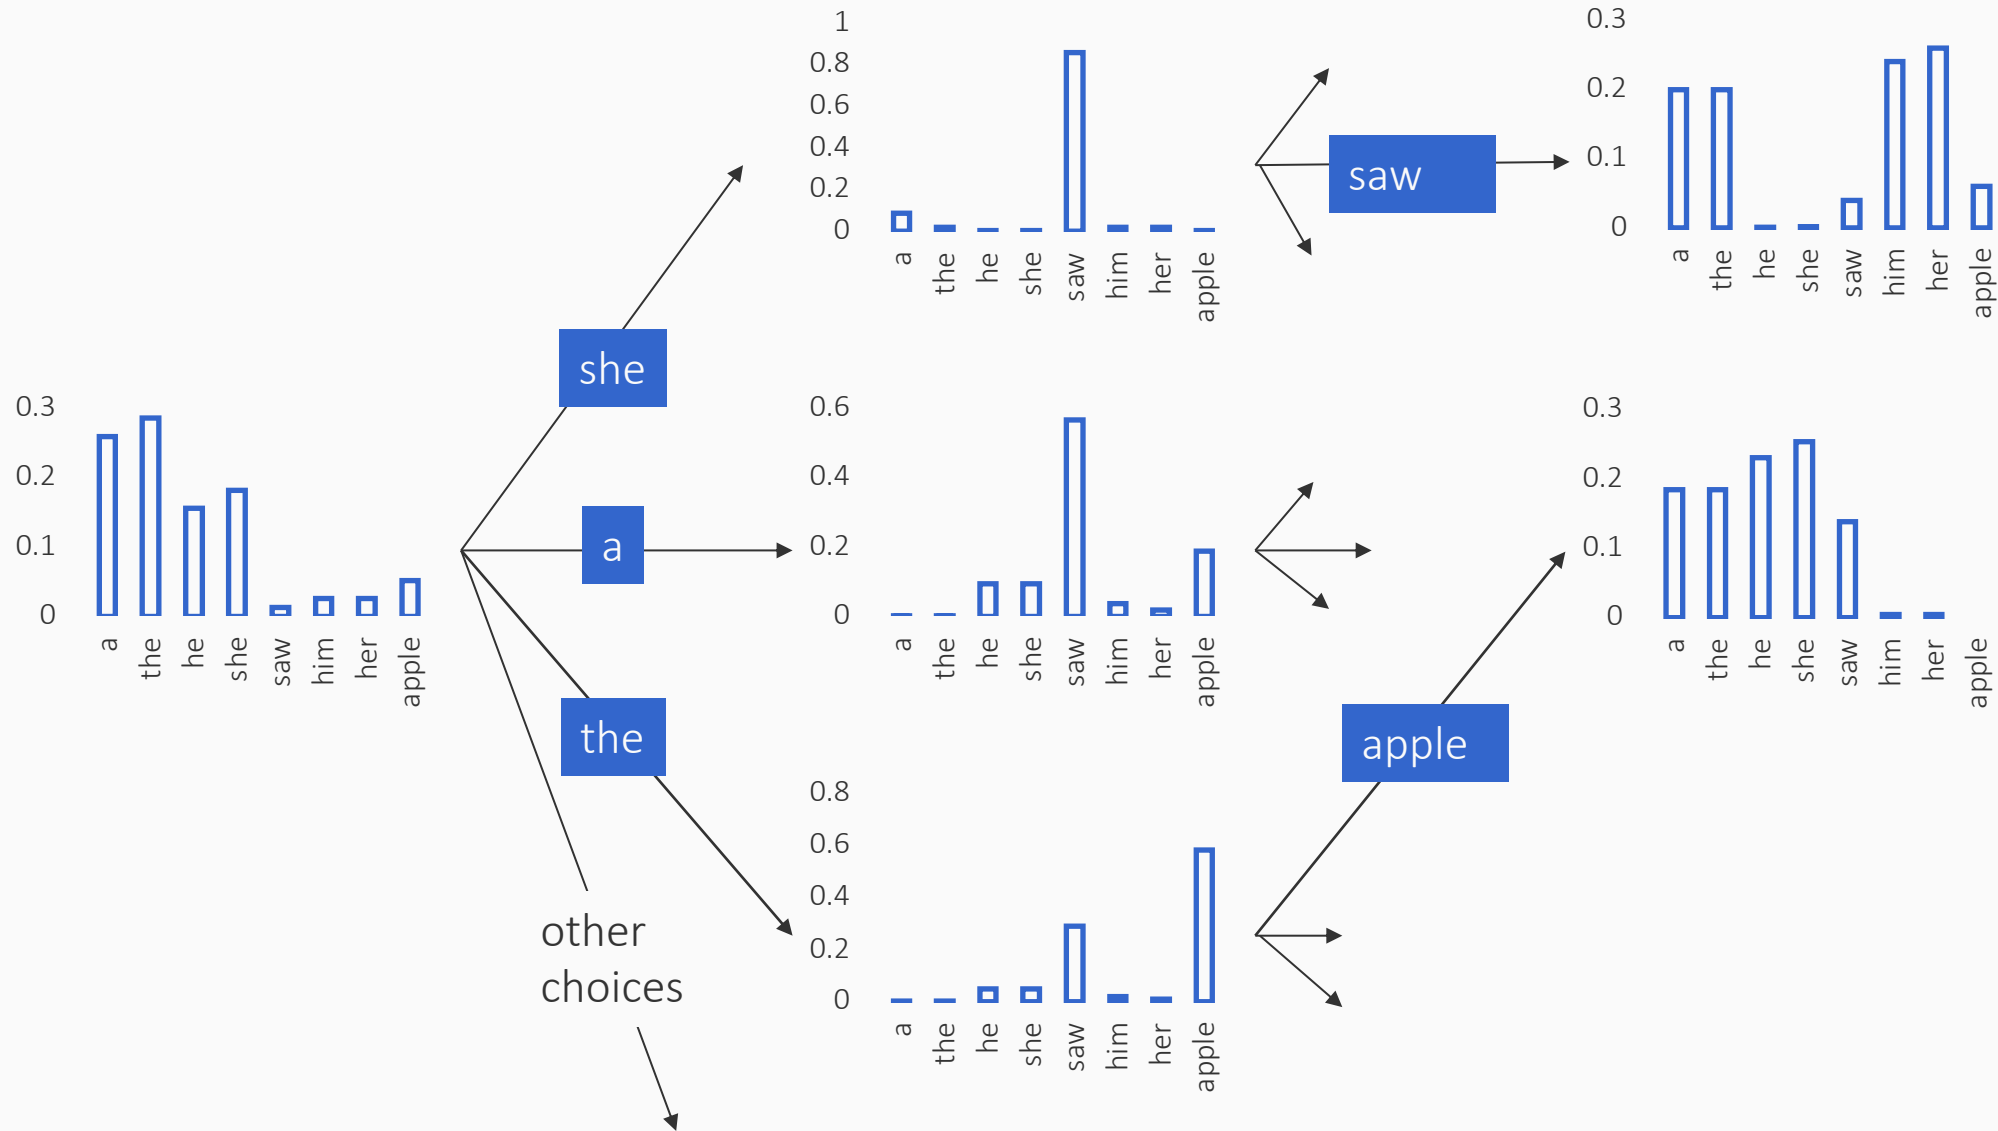 0.3
0.2
0.1
0
a
the
he
she
saw
him
her
apple
she
a
the
other
choices
1
0.8
0.6
0.4
0.2
0
a
the
he
she
saw
him
her
apple
0.6
0.4
0.2
0
a
the
he
she
saw
him
her
apple
0.8
0.6
0.4
0.2
0
a
the
he
she
saw
him
her
apple
saw
apple
0.3
0.2
0.1
0
a
the
he
she
saw
him
her
apple
0.3
0.2
0.1
0
a
the
he
she
saw
him
her
apple